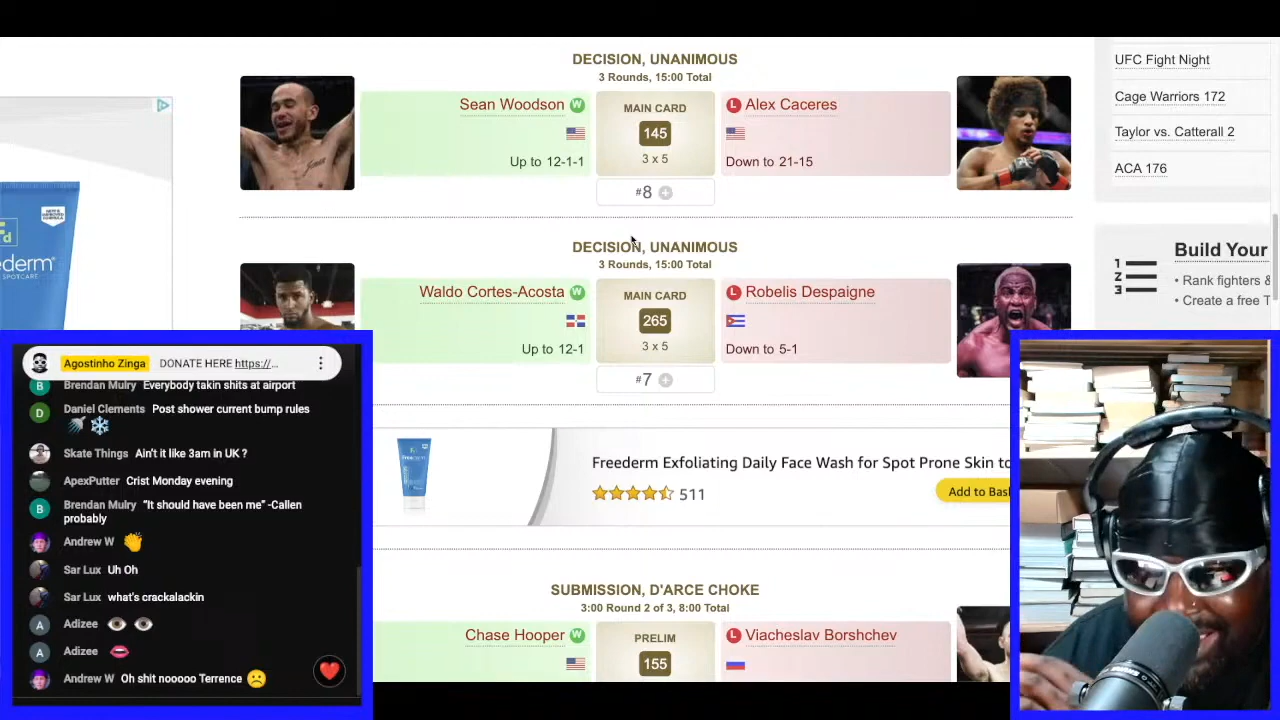 DECISION, UNANIMOUS
3 Rounds, 15:00 Total
Sean Woodson W
Up to 12-1-1
MAIN CARD
145
3 x 5
#8
L Alex Caceres
Down to 21-15
DECISION, UNANIMOUS
3 Rounds, 15:00 Total
Waldo Cortes-Acosta W
Up to 12-1
MAIN CARD
265
3 x 5
#7
L Robelis Despaigne
Down to 5-1
Freederm Exfoliating Daily Face Wash for Spot Prone Skin to
511
Add to Bas
SUBMISSION, D'ARCE CHOKE
3:00 Round 2 of 3, 8:00 Total
Chase Hooper W
PRELIM
155
L Viacheslav Borshchev
UFC Fight Night
Cage Warriors 172
Taylor vs. Catterall 2
ACA 176
1
2
3
Build Your
• Rank fighters &
• Create a free T
Fd
ederm®
SPOTCARE
Agostinho Zinga DONATE HERE https://...
B Brendan Mulry Everybody takin shits at airport
D Daniel Clements Post shower current bump rules
🚿 ❄️
Skate Things Ain't it like 3am in UK ?
ApexPutter Crist Monday evening
B Brendan Mulry "It should have been me" -Callen
probably
Andrew W 👏
Sar Lux Uh Oh
Sar Lux what's crackalackin
A Adizee 👁 👁
A Adizee 👄
Andrew W Oh shit nooooo Terrence ☹️